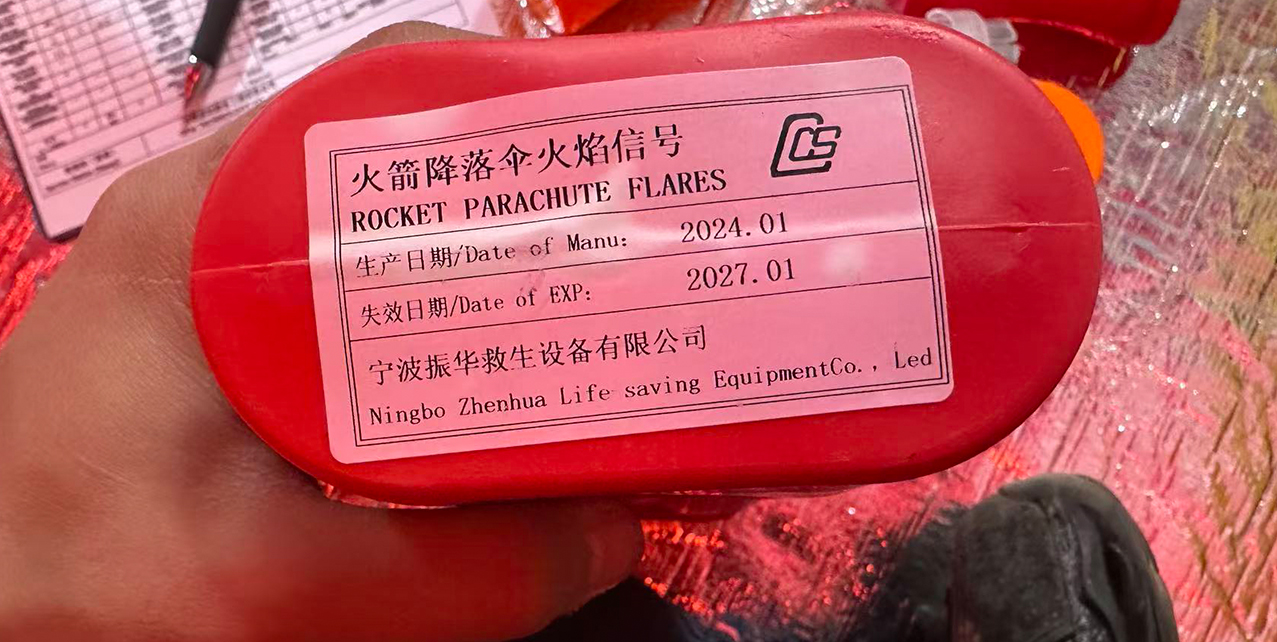 火箭降落伞火焰信号
CCS
ROCKET PARACHUTE FLARES
生产日期/Date of Manu: 2024.01
失效日期/Date of EXP: 2027.01
宁波振华救生设备有限公司
Ningbo Zhenhua Life-saving EquipmentCo., Led